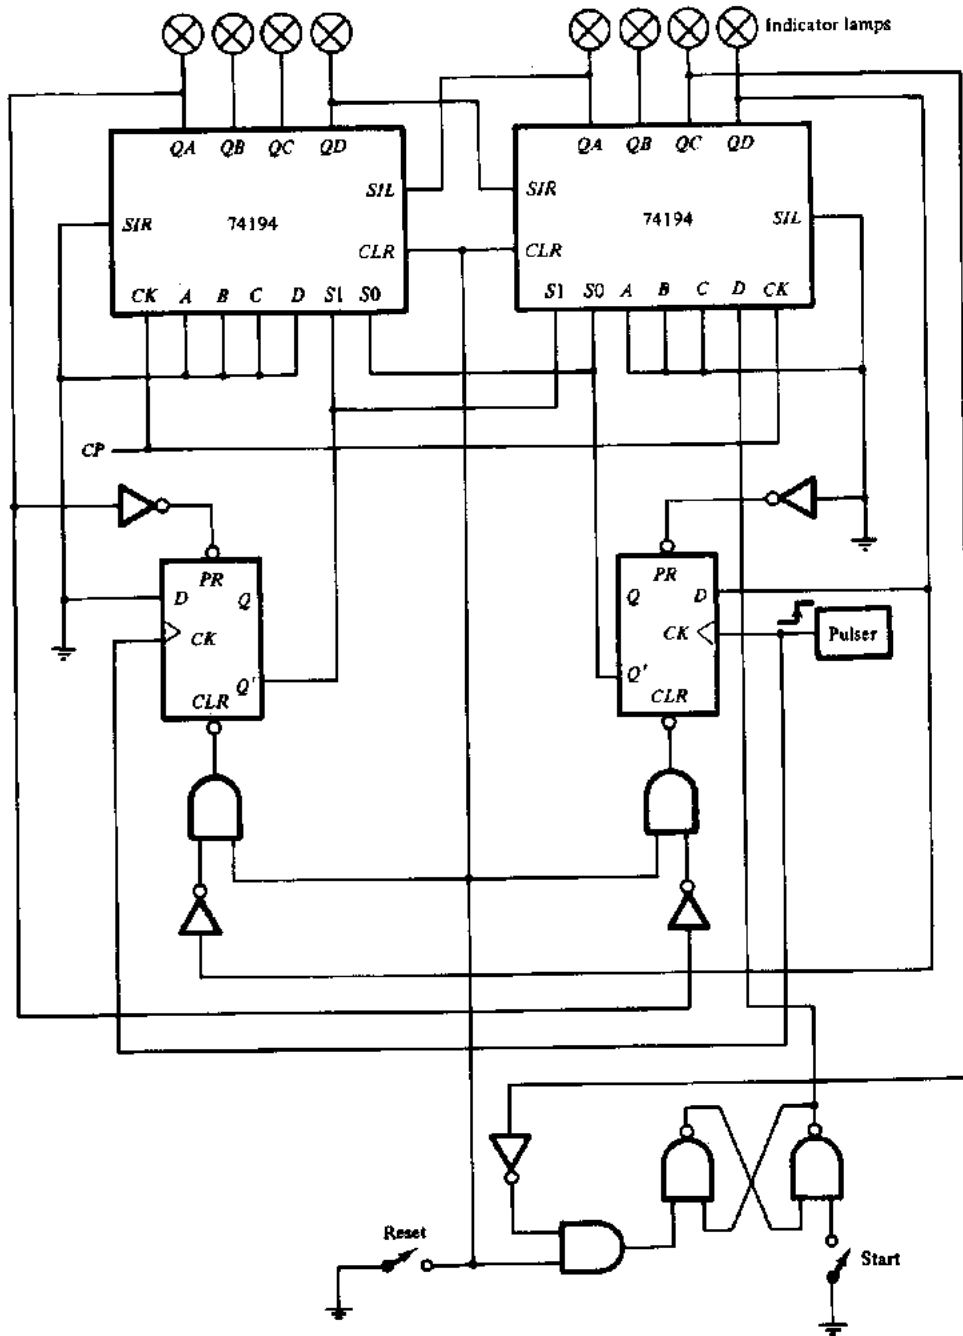 Indicator lamps
QA QB QC QD
QA QB QC QD
SIL
SIR
SIR
74194
74194
SIL
CLR
CLR
CK A B C D S1 S0
S1 S0 A B C D CK
CP
PR
D Q
CK
Q'
CLR
PR
Q D
CK
Q'
CLR
Pulser
Reset
Start